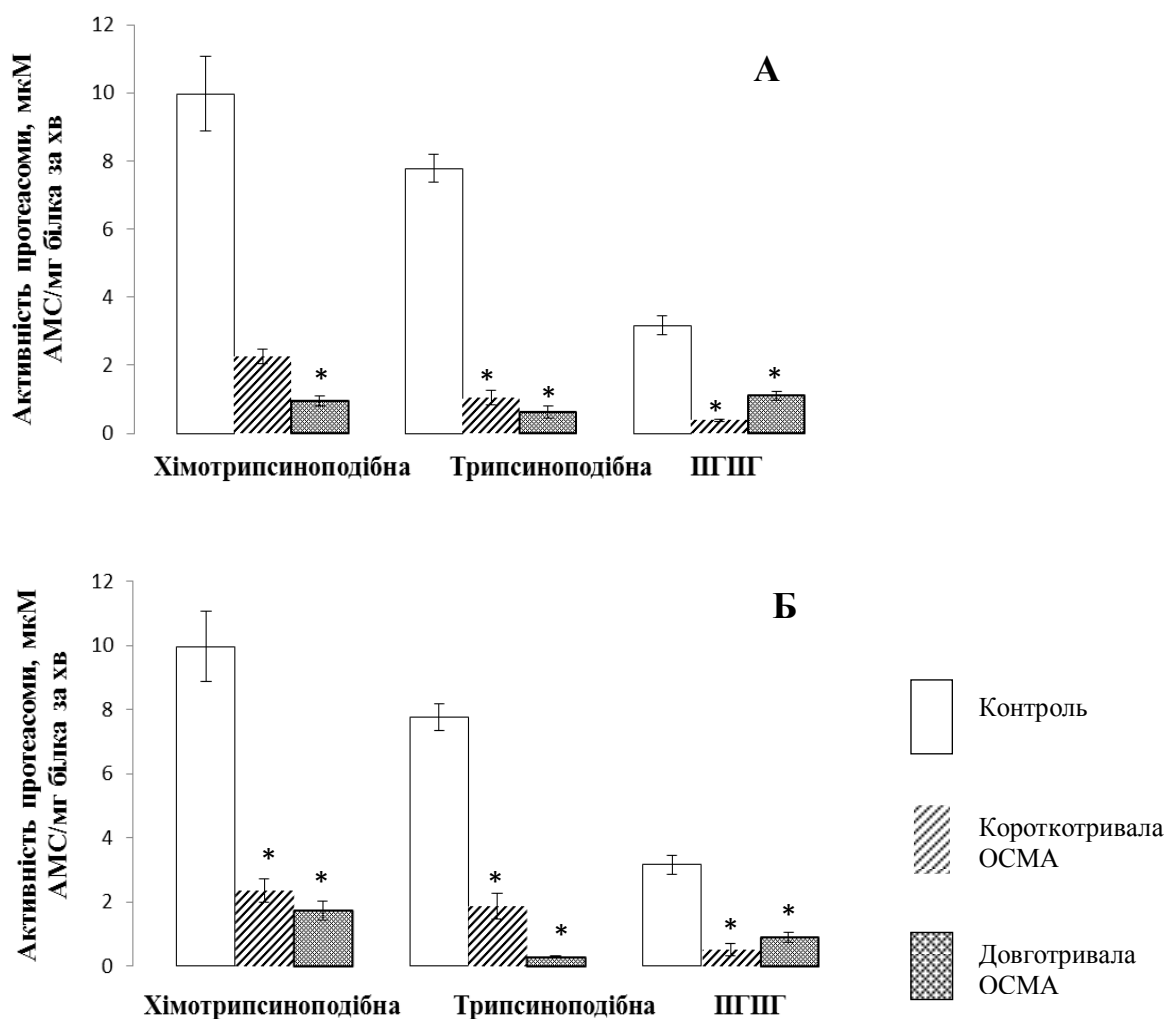 Активність протеасоми, мкМ
АМС/мг білка за хв
12
10
8
6
4
2
0
А
*
*
*
*
*
Хімотрипсиноподібна
Трипсиноподібна
ПГПГ
Активність протеасоми, мкМ
АМС/мг білка за хв
12
10
8
6
4
2
0
Б
*
*
*
*
*
*
Хімотрипсиноподібна
Трипсиноподібна
ПГПГ
Контроль
Короткотривала
ОСМА
Довготривала
ОСМА